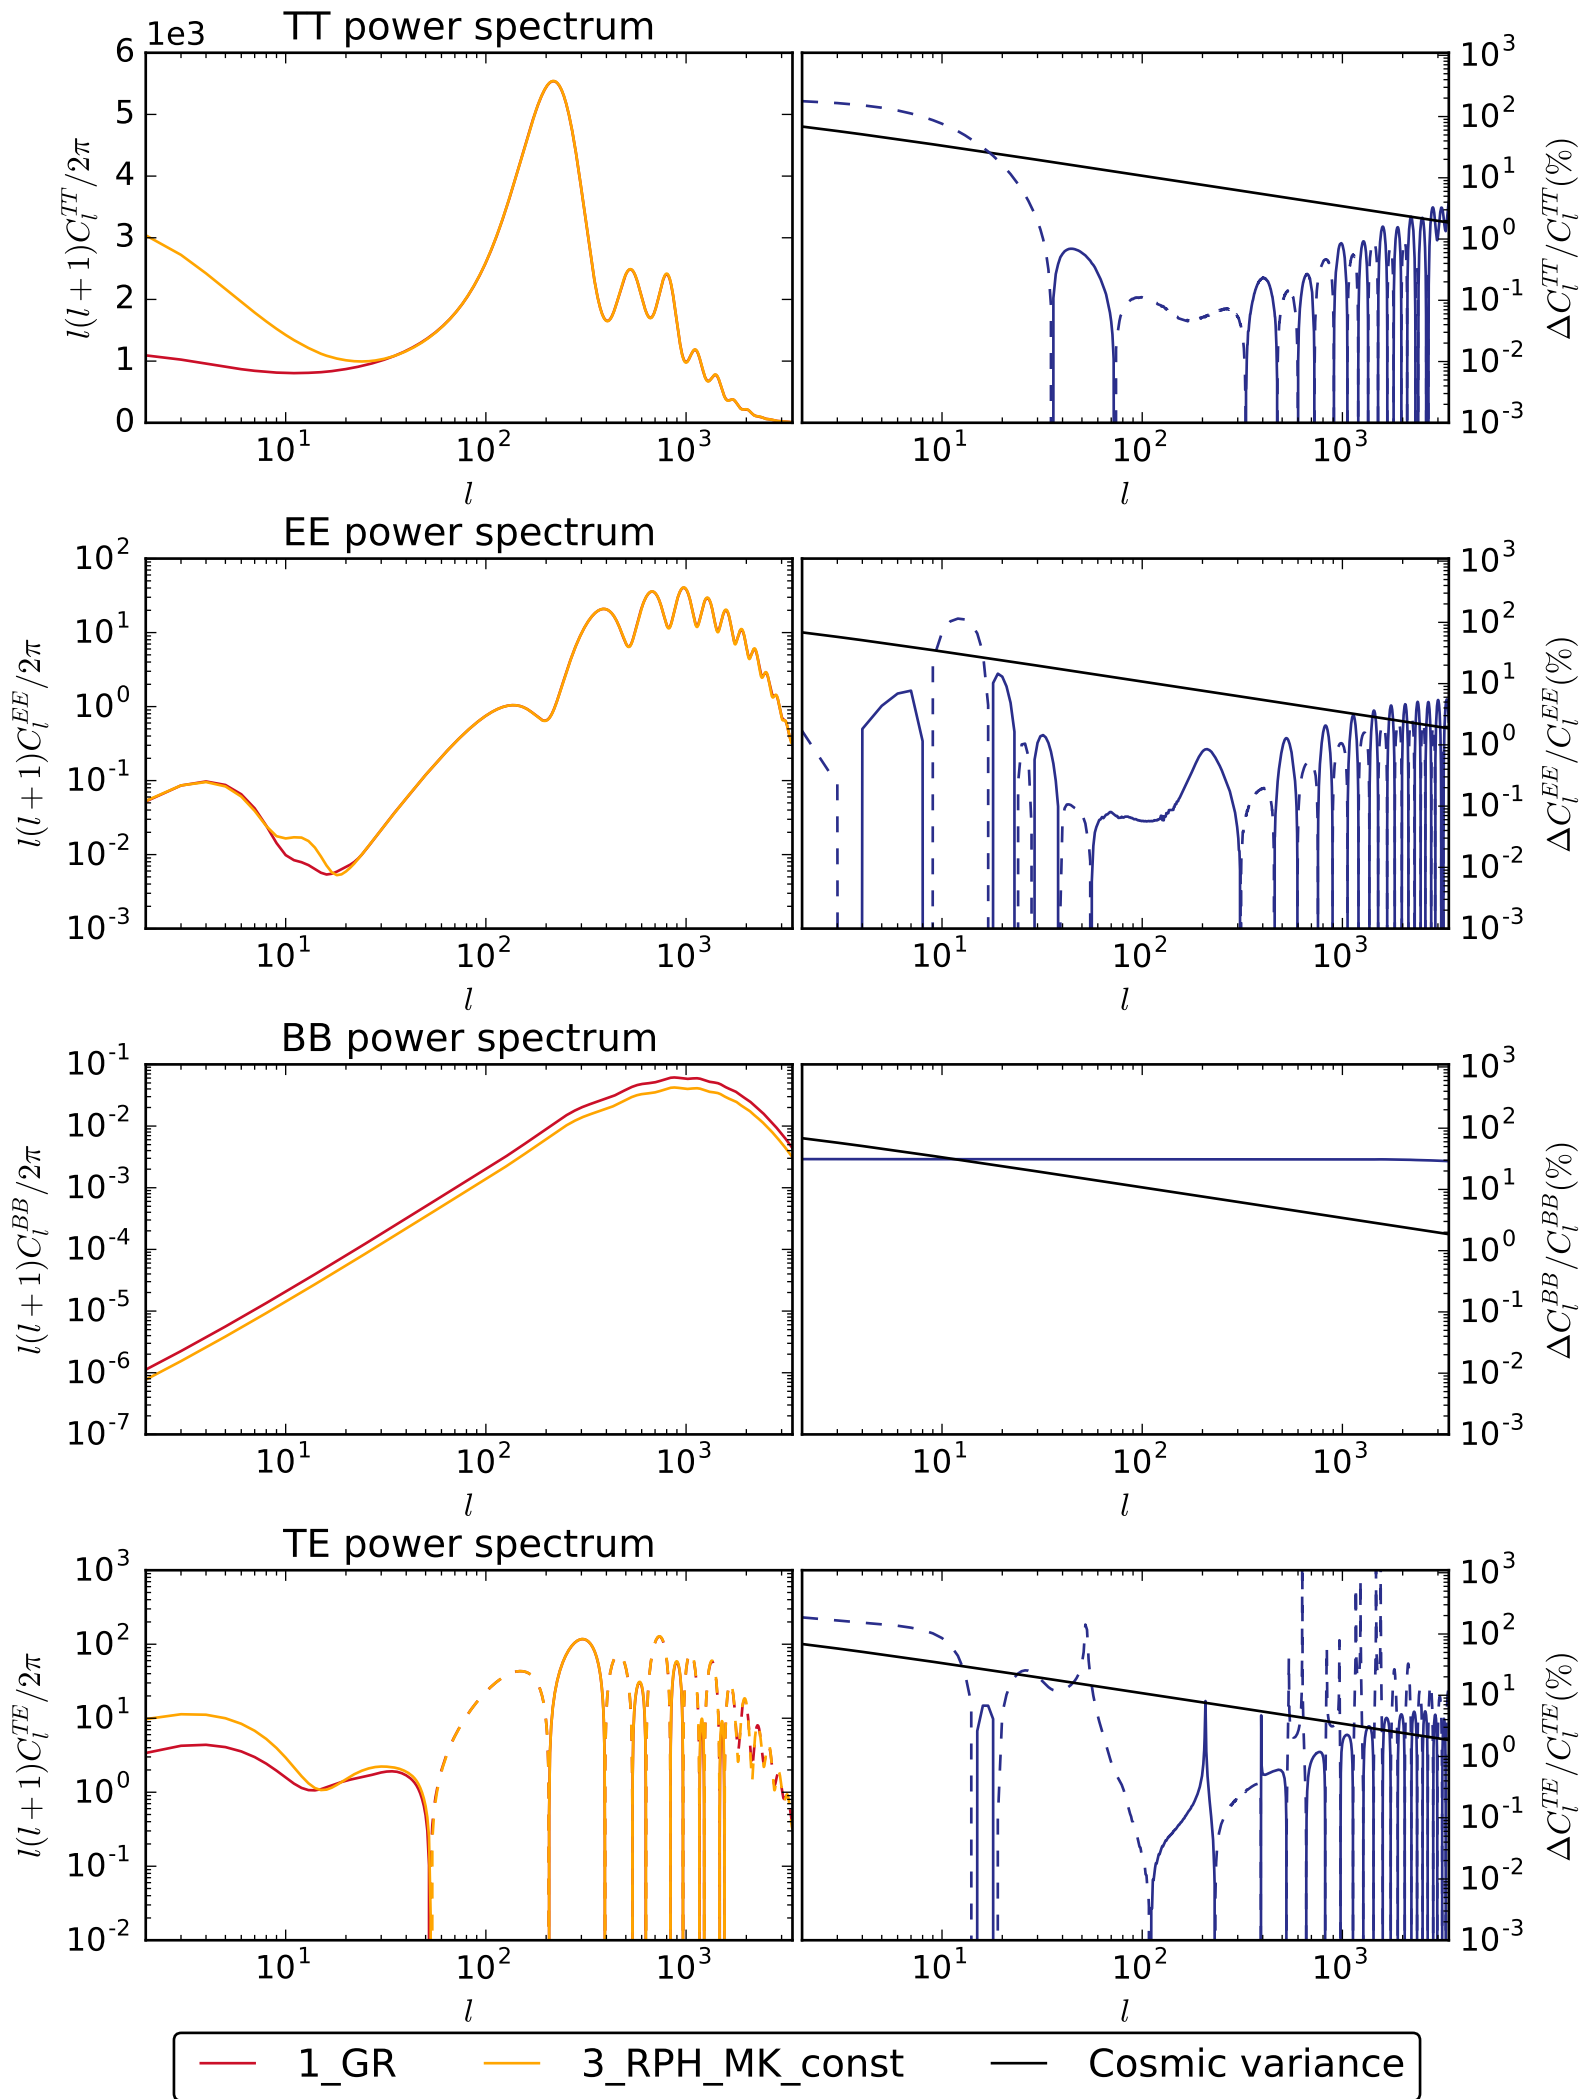 TT power spectrum
1e3
6
5
4
3
2
1
0
l(l + 1)C_l^{TT}/2π
10^1 10^2 10^3
l
10^3
10^2
10^1
10^0
10^-1
10^-2
10^-3
ΔC_l^{TT}/C_l^{TT}(%)
10^1 10^2 10^3
l
EE power spectrum
10^2
10^1
10^0
10^-1
10^-2
10^-3
l(l + 1)C_l^{EE}/2π
10^1 10^2 10^3
l
10^3
10^2
10^1
10^0
10^-1
10^-2
10^-3
ΔC_l^{EE}/C_l^{EE}(%)
10^1 10^2 10^3
l
BB power spectrum
10^-1
10^-2
10^-3
10^-4
10^-5
10^-6
10^-7
l(l + 1)C_l^{BB}/2π
10^1 10^2 10^3
l
10^3
10^2
10^1
10^0
10^-1
10^-2
10^-3
ΔC_l^{BB}/C_l^{BB}(%)
10^1 10^2 10^3
l
TE power spectrum
10^3
10^2
10^1
10^0
10^-1
10^-2
l(l + 1)C_l^{TE}/2π
10^1 10^2 10^3
l
10^3
10^2
10^1
10^0
10^-1
10^-2
10^-3
ΔC_l^{TE}/C_l^{TE}(%)
10^1 10^2 10^3
l
1_GR 3_RPH_MK_const Cosmic variance